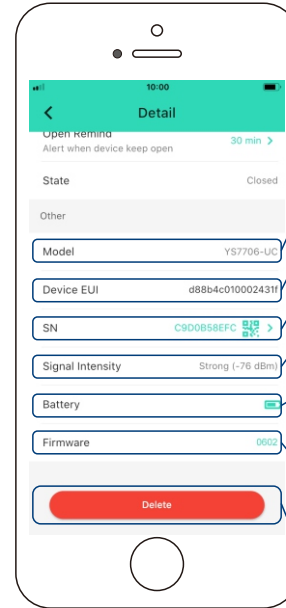 10:00
Detail
Open Remind
30 min >
Alert when device keep open
State Closed
Other
Model YS7706-UC
Device EUI d88b4c010002431f
SN C9D0B58EFC >
Signal Intensity Strong (-76 dBm)
Battery
Firmware 0602
Delete